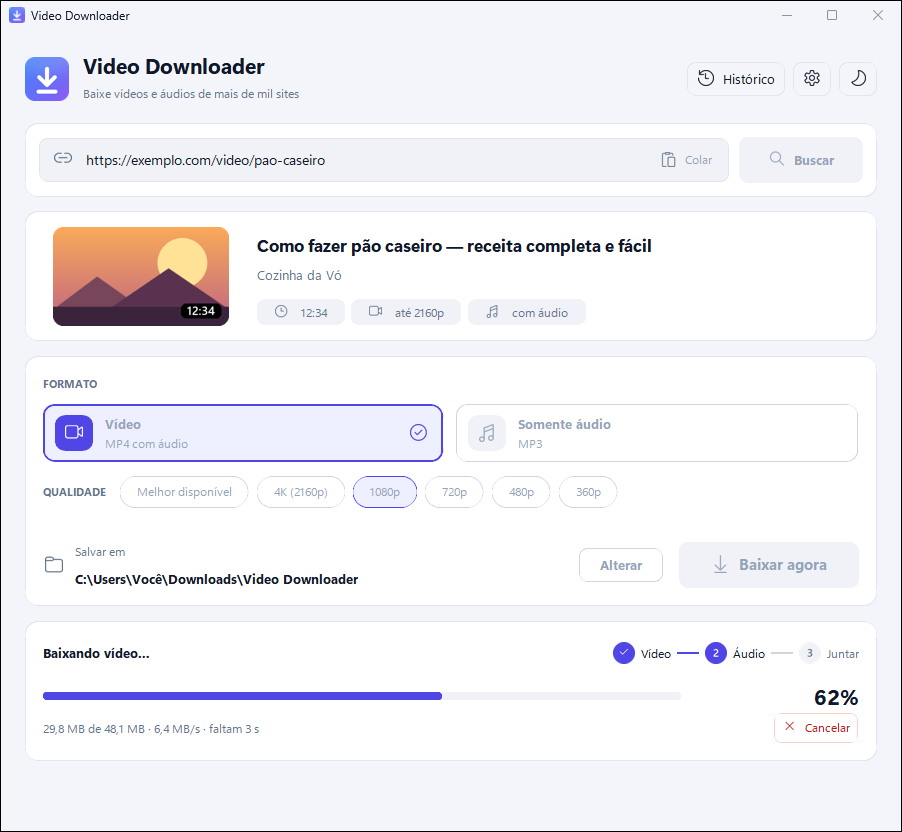 Video Downloader
Video Downloader
Baixe vídeos e áudios de mais de mil sites
Histórico
https://exemplo.com/video/pao-caseiro
Colar
Buscar
12:34
Como fazer pão caseiro — receita completa e fácil
Cozinha da Vó
12:34
até 2160p
com áudio
FORMATO
Vídeo
MP4 com áudio
Somente áudio
MP3
QUALIDADE
Melhor disponível
4K (2160p)
1080p
720p
480p
360p
Salvar em
C:\Users\Você\Downloads\Video Downloader
Alterar
Baixar agora
Baixando vídeo...
Vídeo
2
Áudio
3
Juntar
62%
29,8 MB de 48,1 MB · 6,4 MB/s · faltam 3 s
Cancelar